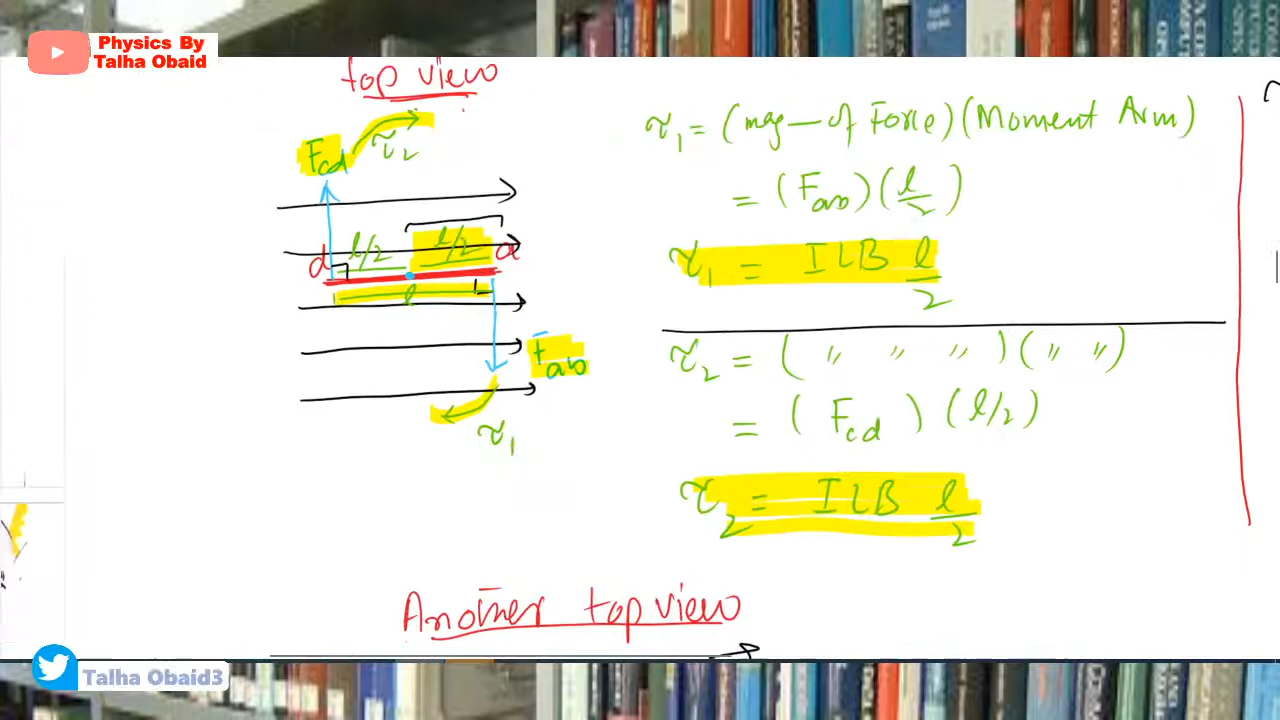 Physics By
Talha Obaid
top view
τ₂
Fcd
l/2
l/2
d
a
l
Fab
τ₁
τ₁ = (mag— of Force)(Moment Arm)
= (Fab)(l/2)
τ₁ = ILB l/2
τ₂ = ( " " " )( " " )
= ( Fcd ) (l/2)
τ₂ = ILB l/2
Another top view
Talha Obaid3